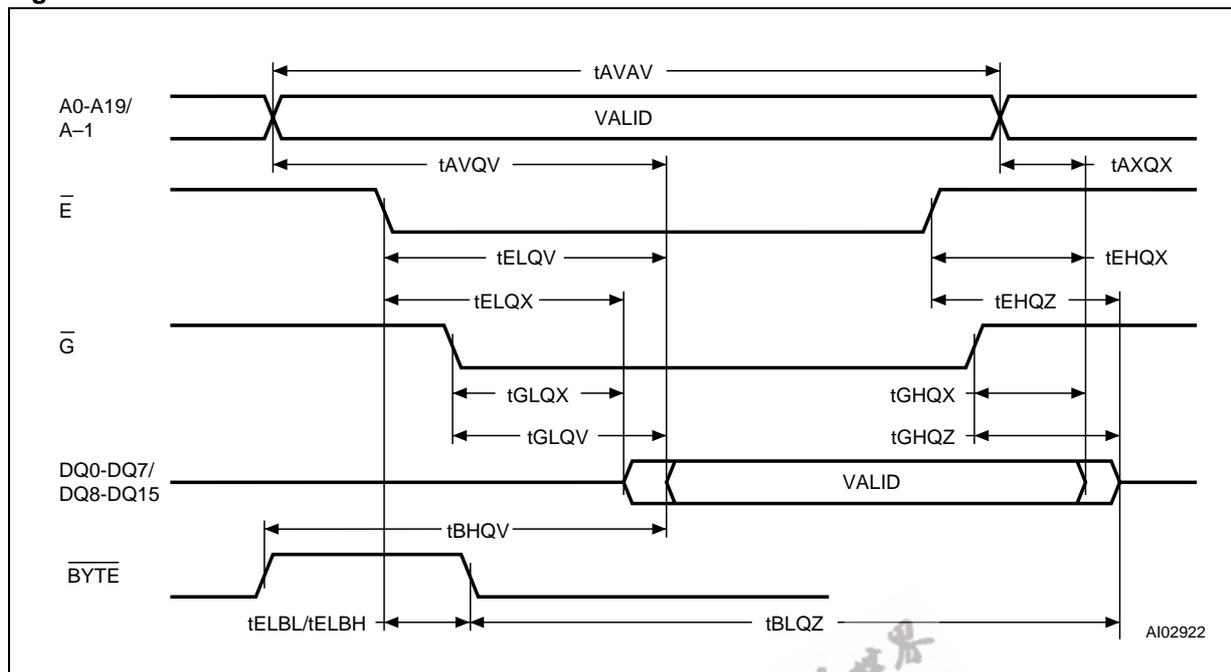 tAVAV
A0-A19/
A–1
VALID
tAVQV
tAXQX
E
tELQV
tEHQX
tELQX
tEHQZ
G
tGLQX
tGHQX
tGLQV
tGHQZ
DQ0-DQ7/
DQ8-DQ15
VALID
tBHQV
BYTE
tELBL/tELBH
tBLQZ
AI02922